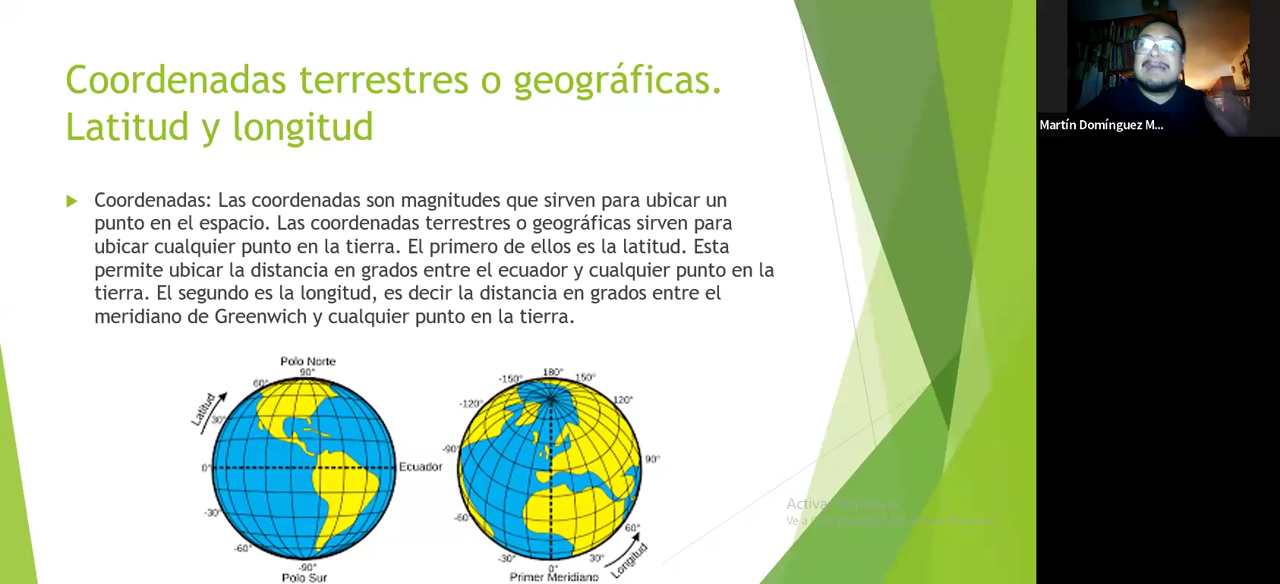 Coordenadas terrestres o geográficas.
Latitud y longitud
Coordenadas: Las coordenadas son magnitudes que sirven para ubicar un
punto en el espacio. Las coordenadas terrestres o geográficas sirven para
ubicar cualquier punto en la tierra. El primero de ellos es la latitud. Esta
permite ubicar la distancia en grados entre el ecuador y cualquier punto en la
tierra. El segundo es la longitud, es decir la distancia en grados entre el
meridiano de Greenwich y cualquier punto en la tierra.
Polo Norte
90°
60°
Latitud
30°
0°
Ecuador
-30°
-60°
-90°
Polo Sur
180°
-150°
150°
-120°
120°
-90°
90°
-60°
60°
-30°
30°
0°
Longitud
Primer Meridiano
Martín Domínguez M...
Activa
Ve a